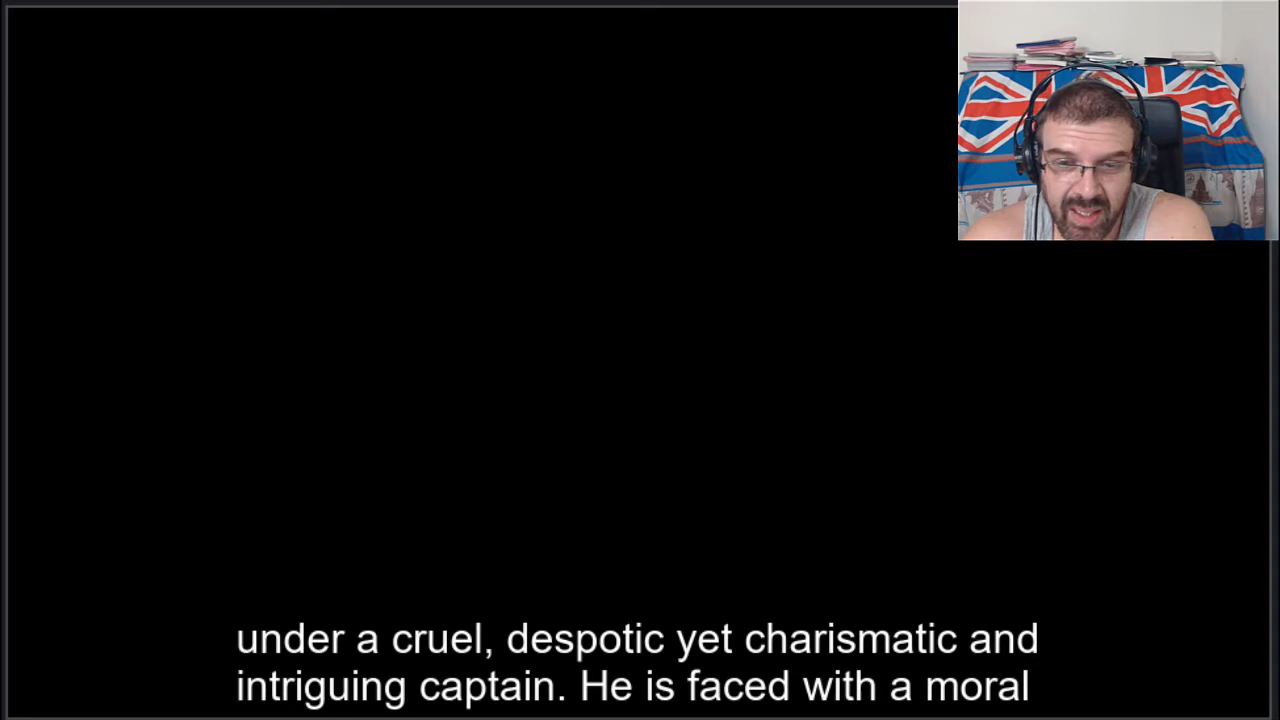 under a cruel, despotic yet charismatic and
intriguing captain. He is faced with a moral